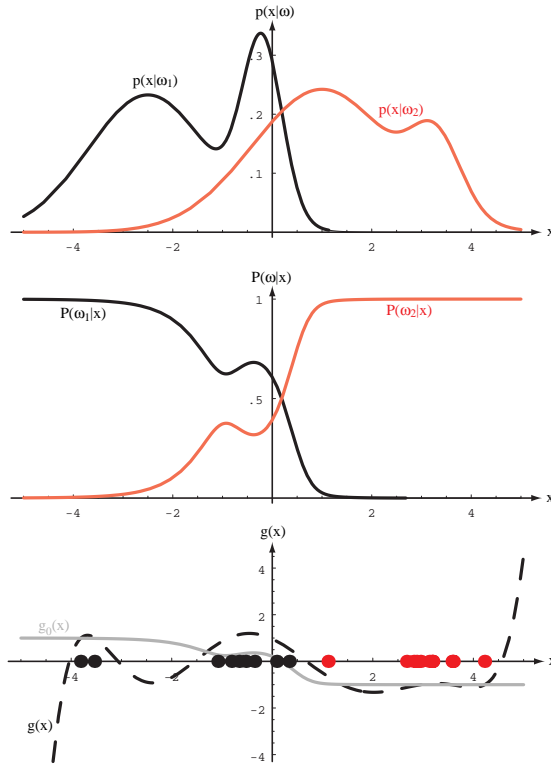 p(x|ω)
.3
p(x|ω₁)
.2
p(x|ω₂)
.1
-4 -2 2 4 x
P(ω|x)
1
P(ω₁|x) P(ω₂|x)
.5
-4 -2 2 4 x
g(x)
4
2
g₀(x)
-4 -2 2 4 x
-2
g(x)
-4